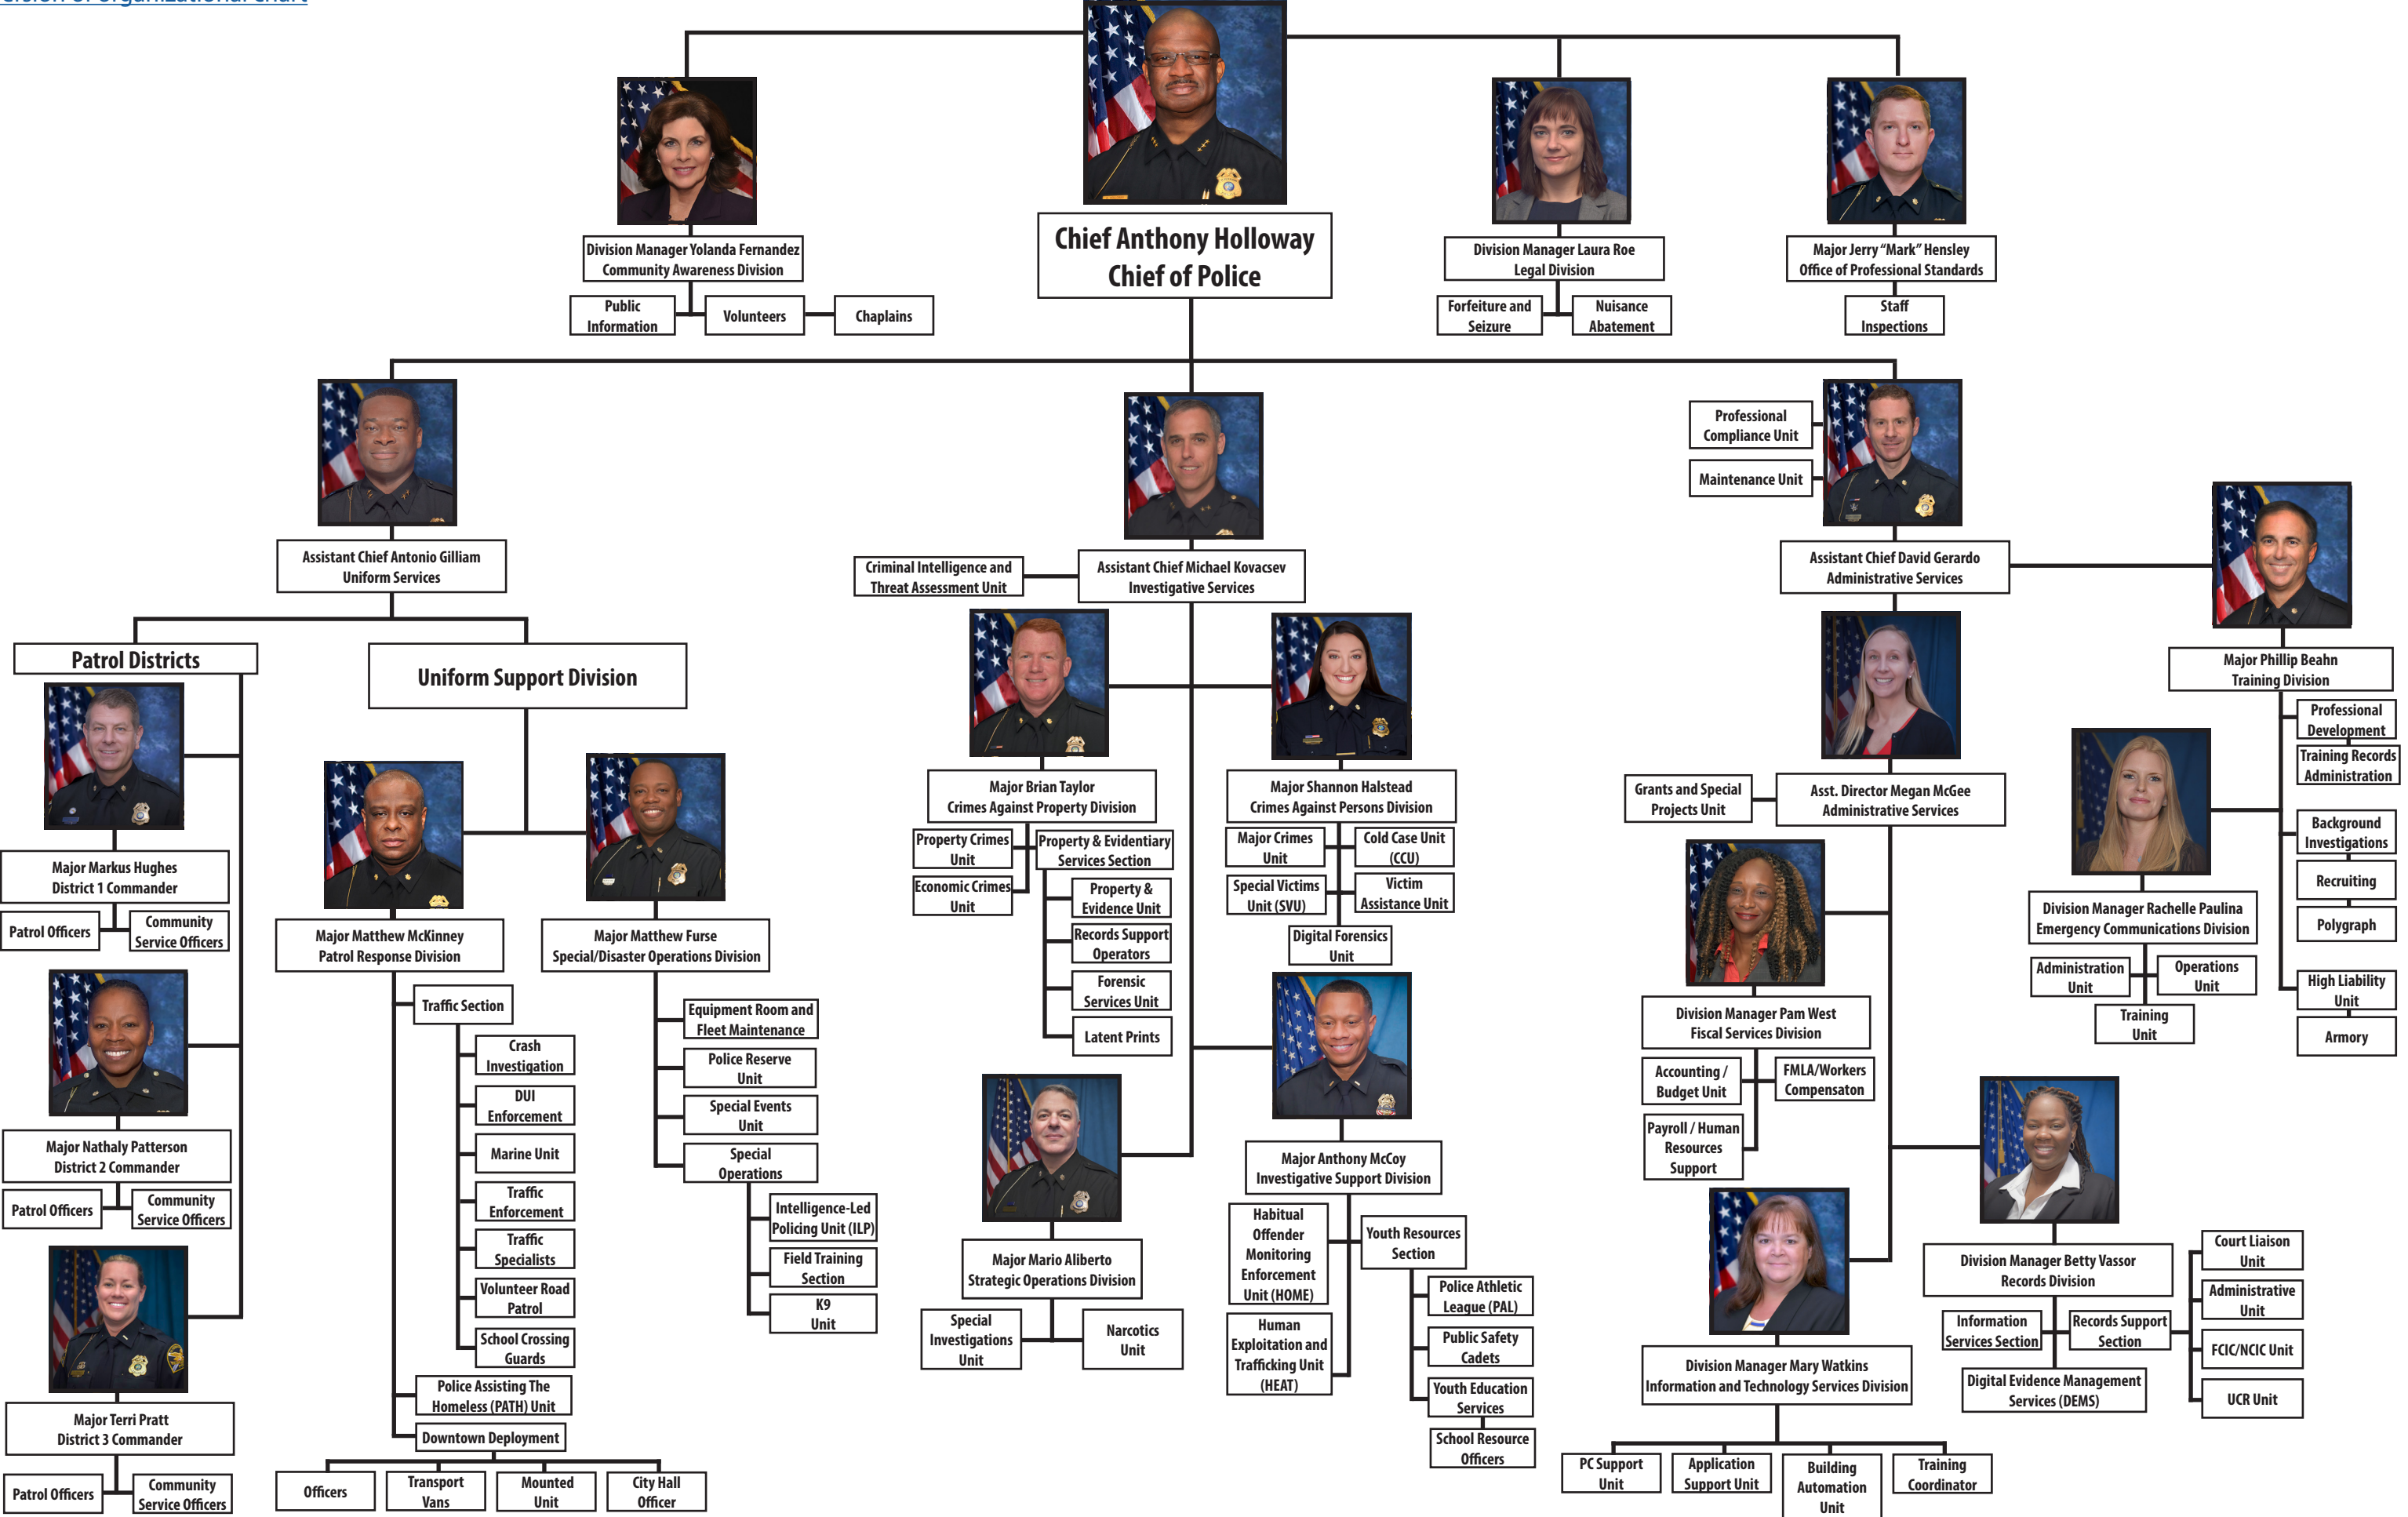 ersion of organizational chart
Chief Anthony Holloway
Chief of Police
Division Manager Yolanda Fernandez
Community Awareness Division
Public
Information
Volunteers
Chaplains
Division Manager Laura Roe
Legal Division
Forfeiture and
Seizure
Nuisance
Abatement
Major Jerry “Mark” Hensley
Office of Professional Standards
Staff
Inspections
Assistant Chief Antonio Gilliam
Uniform Services
Patrol Districts
Major Markus Hughes
District 1 Commander
Patrol Officers
Community
Service Officers
Major Nathaly Patterson
District 2 Commander
Patrol Officers
Community
Service Officers
Major Terri Pratt
District 3 Commander
Patrol Officers
Community
Service Officers
Uniform Support Division
Major Matthew McKinney
Patrol Response Division
Traffic Section
Crash
Investigation
DUI
Enforcement
Marine Unit
Traffic
Enforcement
Traffic
Specialists
Volunteer Road
Patrol
School Crossing
Guards
Police Assisting The
Homeless (PATH) Unit
Downtown Deployment
Officers
Transport
Vans
Mounted
Unit
City Hall
Officer
Major Matthew Furse
Special/Disaster Operations Division
Equipment Room and
Fleet Maintenance
Police Reserve
Unit
Special Events
Unit
Special
Operations
Intelligence-Led
Policing Unit (ILP)
Field Training
Section
K9
Unit
Assistant Chief Michael Kovacsev
Investigative Services
Criminal Intelligence and
Threat Assessment Unit
Major Brian Taylor
Crimes Against Property Division
Property Crimes
Unit
Economic Crimes
Unit
Property & Evidentiary
Services Section
Property &
Evidence Unit
Records Support
Operators
Forensic
Services Unit
Latent Prints
Major Shannon Halstead
Crimes Against Persons Division
Major Crimes
Unit
Cold Case Unit
(CCU)
Special Victims
Unit (SVU)
Victim
Assistance Unit
Digital Forensics
Unit
Major Mario Aliberto
Strategic Operations Division
Special
Investigations
Unit
Narcotics
Unit
Major Anthony McCoy
Investigative Support Division
Habitual
Offender
Monitoring
Enforcement
Unit (HOME)
Human
Exploitation and
Trafficking Unit
(HEAT)
Youth Resources
Section
Police Athletic
League (PAL)
Public Safety
Cadets
Youth Education
Services
School Resource
Officers
Professional
Compliance Unit
Maintenance Unit
Assistant Chief David Gerardo
Administrative Services
Asst. Director Megan McGee
Administrative Services
Grants and Special
Projects Unit
Division Manager Pam West
Fiscal Services Division
Accounting /
Budget Unit
FMLA/Workers
Compensaton
Payroll / Human
Resources
Support
Division Manager Mary Watkins
Information and Technology Services Division
PC Support
Unit
Application
Support Unit
Building
Automation
Unit
Training
Coordinator
Division Manager Betty Vassor
Records Division
Information
Services Section
Records Support
Section
Digital Evidence Management
Services (DEMS)
Court Liaison
Unit
Administrative
Unit
FCIC/NCIC Unit
UCR Unit
Major Phillip Beahn
Training Division
Professional
Development
Training Records
Administration
Background
Investigations
Recruiting
Polygraph
High Liability
Unit
Armory
Division Manager Rachelle Paulina
Emergency Communications Division
Administration
Unit
Operations
Unit
Training
Unit